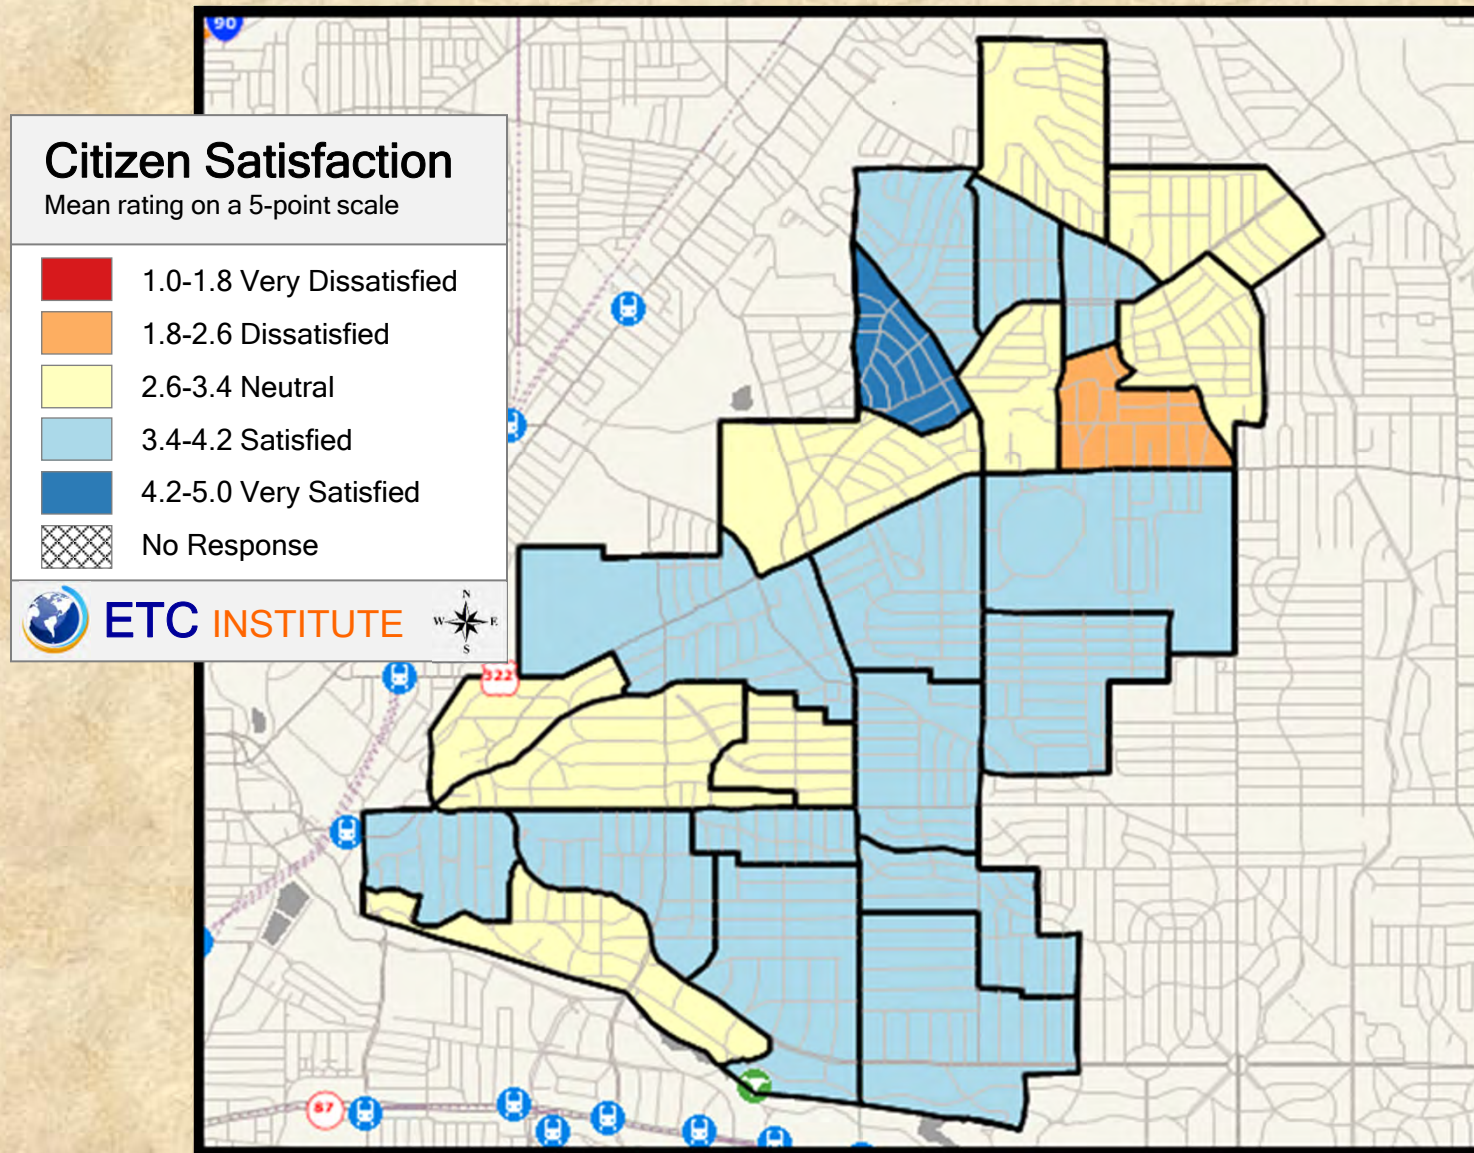 90
Citizen Satisfaction
Mean rating on a 5-point scale
1.0-1.8 Very Dissatisfied
1.8-2.6 Dissatisfied
2.6-3.4 Neutral
3.4-4.2 Satisfied
4.2-5.0 Very Satisfied
No Response
ETC INSTITUTE
N
W E
S
322
87